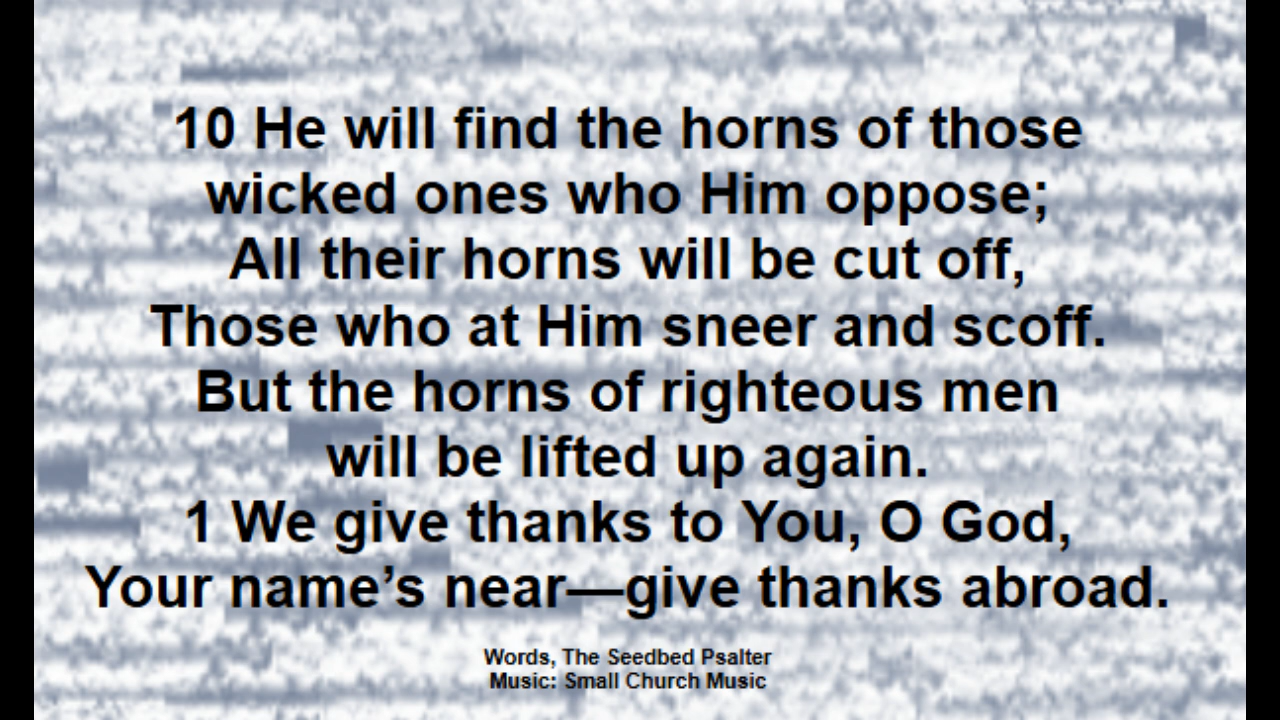 10 He will find the horns of those
wicked ones who Him oppose;
All their horns will be cut off,
Those who at Him sneer and scoff.
But the horns of righteous men
will be lifted up again.
1 We give thanks to You, O God,
Your name’s near—give thanks abroad.
Words, The Seedbed Psalter
Music: Small Church Music